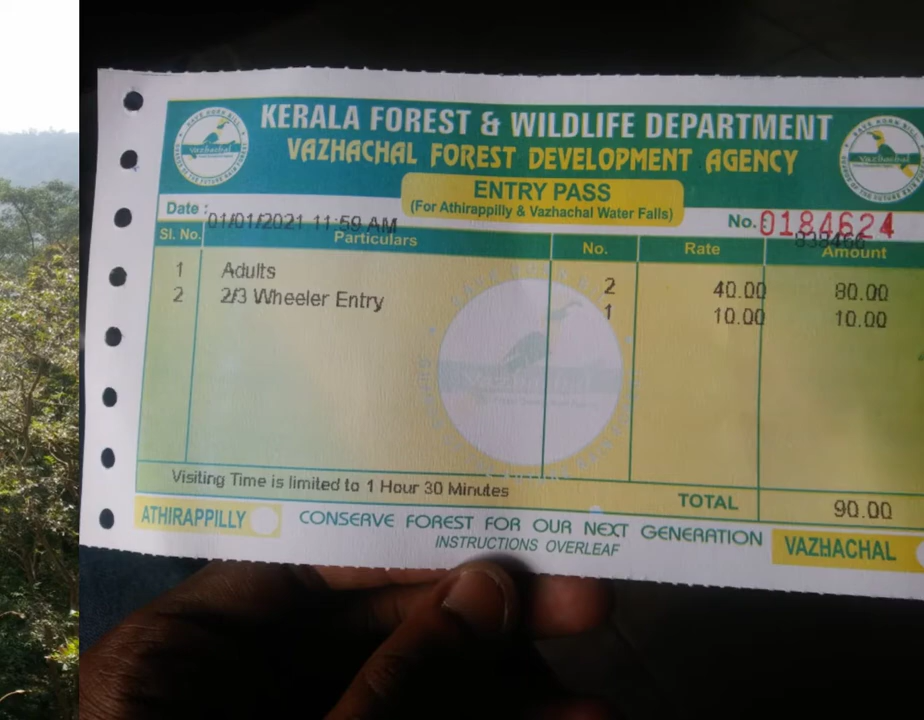 KERALA FOREST & WILDLIFE DEPARTMENT
VAZHACHAL FOREST DEVELOPMENT AGENCY
ENTRY PASS
(For Athirappilly & Vazhachal Water Falls)
Date : 01/01/2021 11:59 AM No. 0184624
838460
Sl. No. Particulars No. Rate Amount
1 Adults 2 40.00 80.00
2 2/3 Wheeler Entry 1 10.00 10.00
Vazhachal
Visiting Time is limited to 1 Hour 30 Minutes
TOTAL 90.00
ATHIRAPPILLY CONSERVE FOREST FOR OUR NEXT GENERATION VAZHACHAL
INSTRUCTIONS OVERLEAF